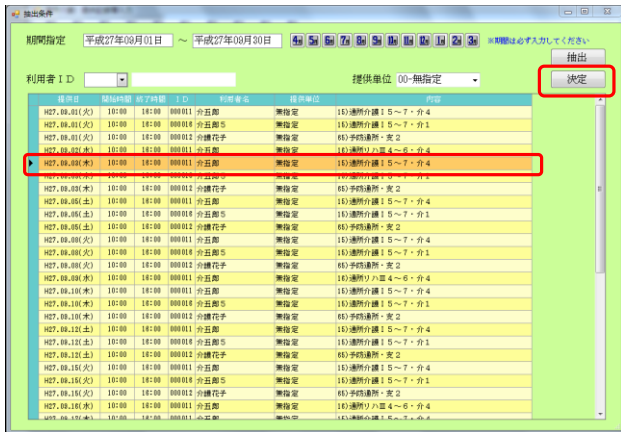 抽出条件
期間指定 平成27年09月01日 ～ 平成27年09月30日 4月 5月 6月 7月 8月 9月 10月 11月 12月 1月 2月 3月 ※期間は必ず入力してください
抽出
利用者ＩＤ 提供単位 00-無指定 決定
提供日 開始時間 終了時間 ＩＤ 利用者名 提供単位 内容
H27.09.01(火) 10:00 16:00 000011 介五郎 無指定 15)通所介護Ⅰ５～７・介４
H27.09.01(火) 10:00 16:00 000016 介五郎５ 無指定 15)通所介護Ⅰ５～７・介１
H27.09.01(火) 10:00 16:00 000012 介護花子 無指定 65)予防通所・支２
H27.09.02(水) 10:00 16:00 000011 介五郎 無指定 16)通所リハⅢ４～６・介４
H27.09.03(木) 10:00 16:00 000011 介五郎 無指定 15)通所介護Ⅰ５～７・介４
H27.09.03(木) 10:00 16:00 000012 介護花子 無指定 65)予防通所・支２
H27.09.05(土) 10:00 16:00 000011 介五郎 無指定 15)通所介護Ⅰ５～７・介４
H27.09.05(土) 10:00 16:00 000016 介五郎５ 無指定 15)通所介護Ⅰ５～７・介１
H27.09.05(土) 10:00 16:00 000012 介護花子 無指定 65)予防通所・支２
H27.09.08(火) 10:00 16:00 000011 介五郎 無指定 15)通所介護Ⅰ５～７・介４
H27.09.08(火) 10:00 16:00 000016 介五郎５ 無指定 15)通所介護Ⅰ５～７・介１
H27.09.08(火) 10:00 16:00 000012 介護花子 無指定 65)予防通所・支２
H27.09.09(水) 10:00 16:00 000011 介五郎 無指定 16)通所リハⅢ４～６・介４
H27.09.10(木) 10:00 16:00 000011 介五郎 無指定 15)通所介護Ⅰ５～７・介４
H27.09.10(木) 10:00 16:00 000016 介五郎５ 無指定 15)通所介護Ⅰ５～７・介１
H27.09.10(木) 10:00 16:00 000012 介護花子 無指定 65)予防通所・支２
H27.09.12(土) 10:00 16:00 000011 介五郎 無指定 15)通所介護Ⅰ５～７・介４
H27.09.12(土) 10:00 16:00 000016 介五郎５ 無指定 15)通所介護Ⅰ５～７・介１
H27.09.12(土) 10:00 16:00 000012 介護花子 無指定 65)予防通所・支２
H27.09.15(火) 10:00 16:00 000011 介五郎 無指定 15)通所介護Ⅰ５～７・介４
H27.09.15(火) 10:00 16:00 000016 介五郎５ 無指定 15)通所介護Ⅰ５～７・介１
H27.09.15(火) 10:00 16:00 000012 介護花子 無指定 65)予防通所・支２
H27.09.16(水) 10:00 16:00 000011 介五郎 無指定 16)通所リハⅢ４～６・介４